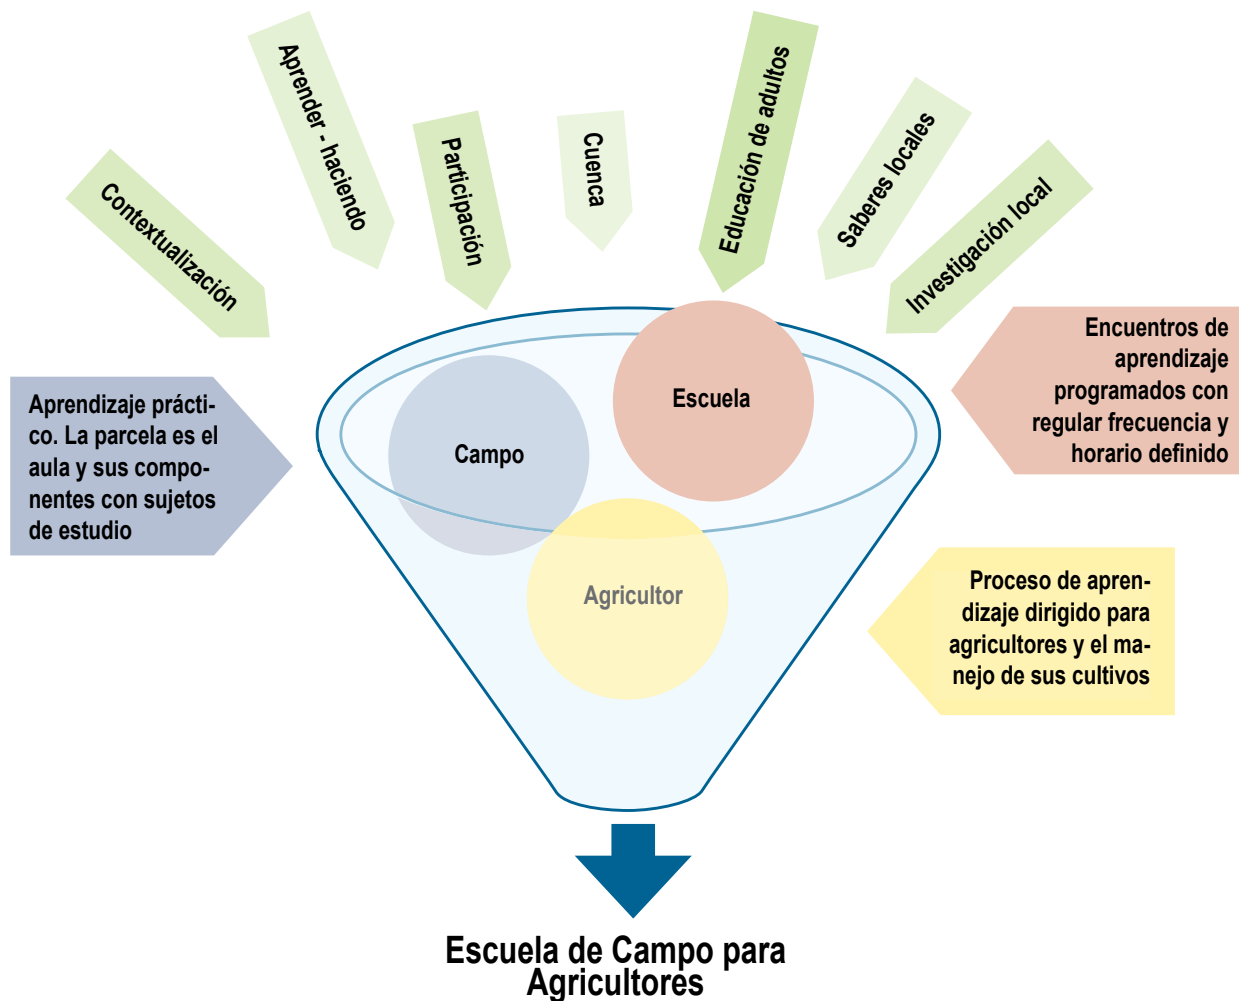 Contextualización
Aprender - haciendo
Participación
Cuenca
Educación de adultos
Saberes locales
Investigación local
Aprendizaje prácti-
co. La parcela es el
aula y sus compo-
nentes con sujetos
de estudio
Campo
Escuela
Agricultor
Encuentros de
aprendizaje
programados con
regular frecuencia y
horario definido
Proceso de apren-
dizaje dirigido para
agricultores y el ma-
nejo de sus cultivos
Escuela de Campo para
Agricultores